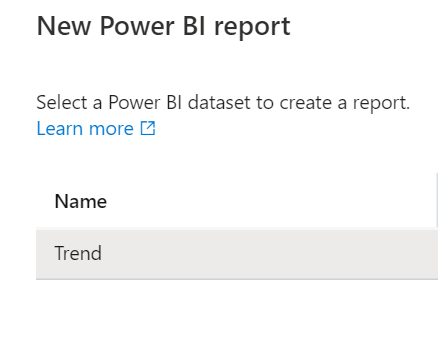 New Power BI report
Select a Power BI dataset to create a report.
Learn more
Name
Trend